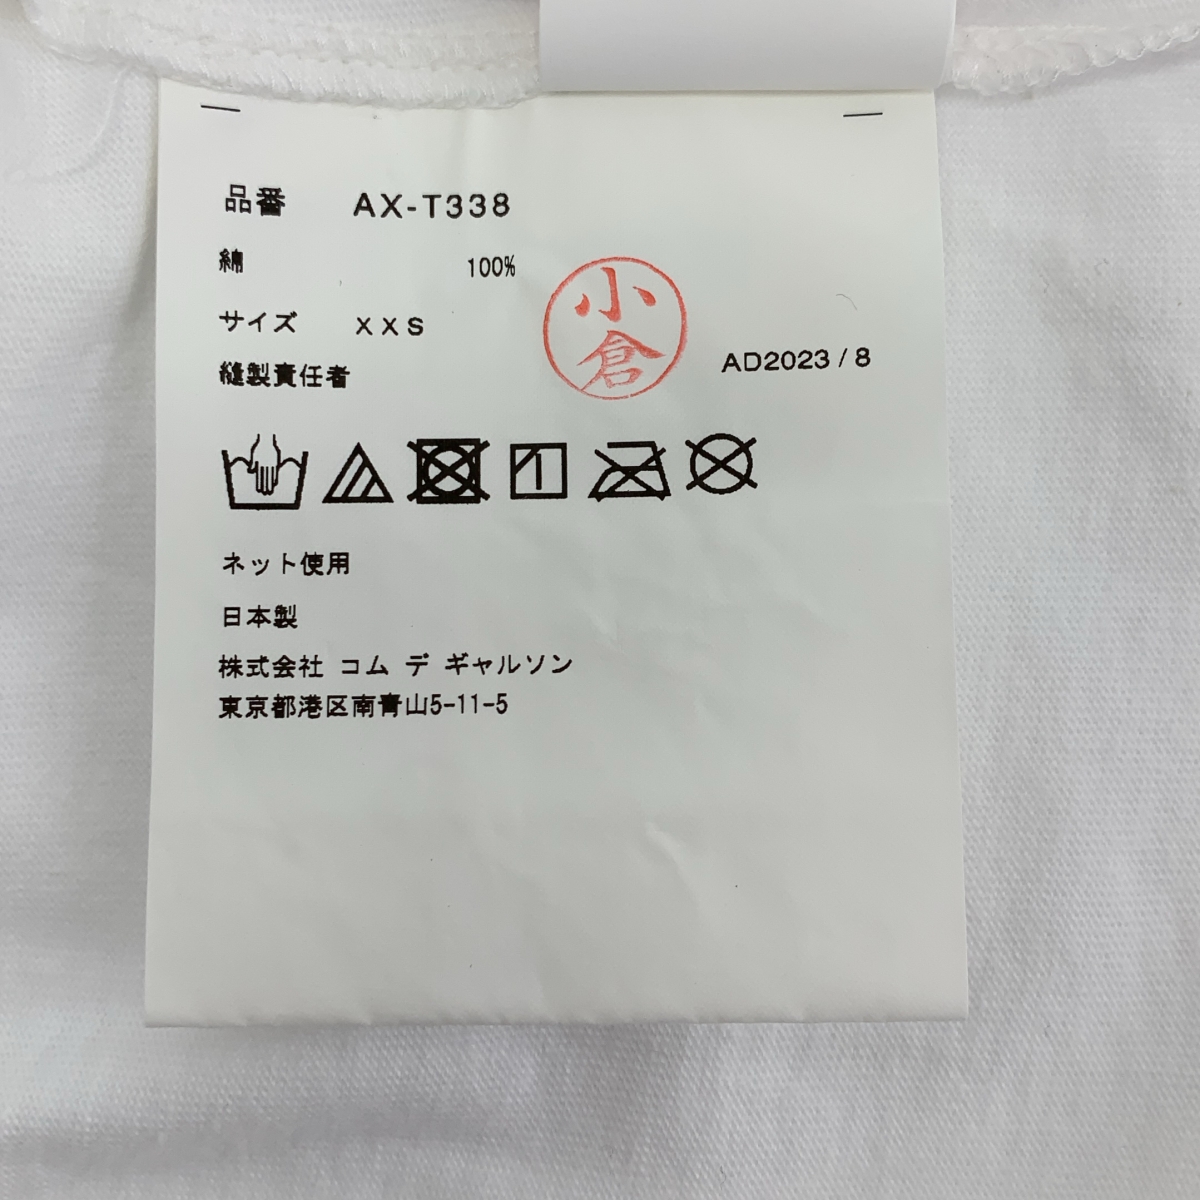 品番 AX-T338
綿 100%
サイズ XXS
小倉
縫製責任者
AD2023/8
ネット使用
日本製
株式会社 コム デ ギャルソン
東京都港区南青山5-11-5